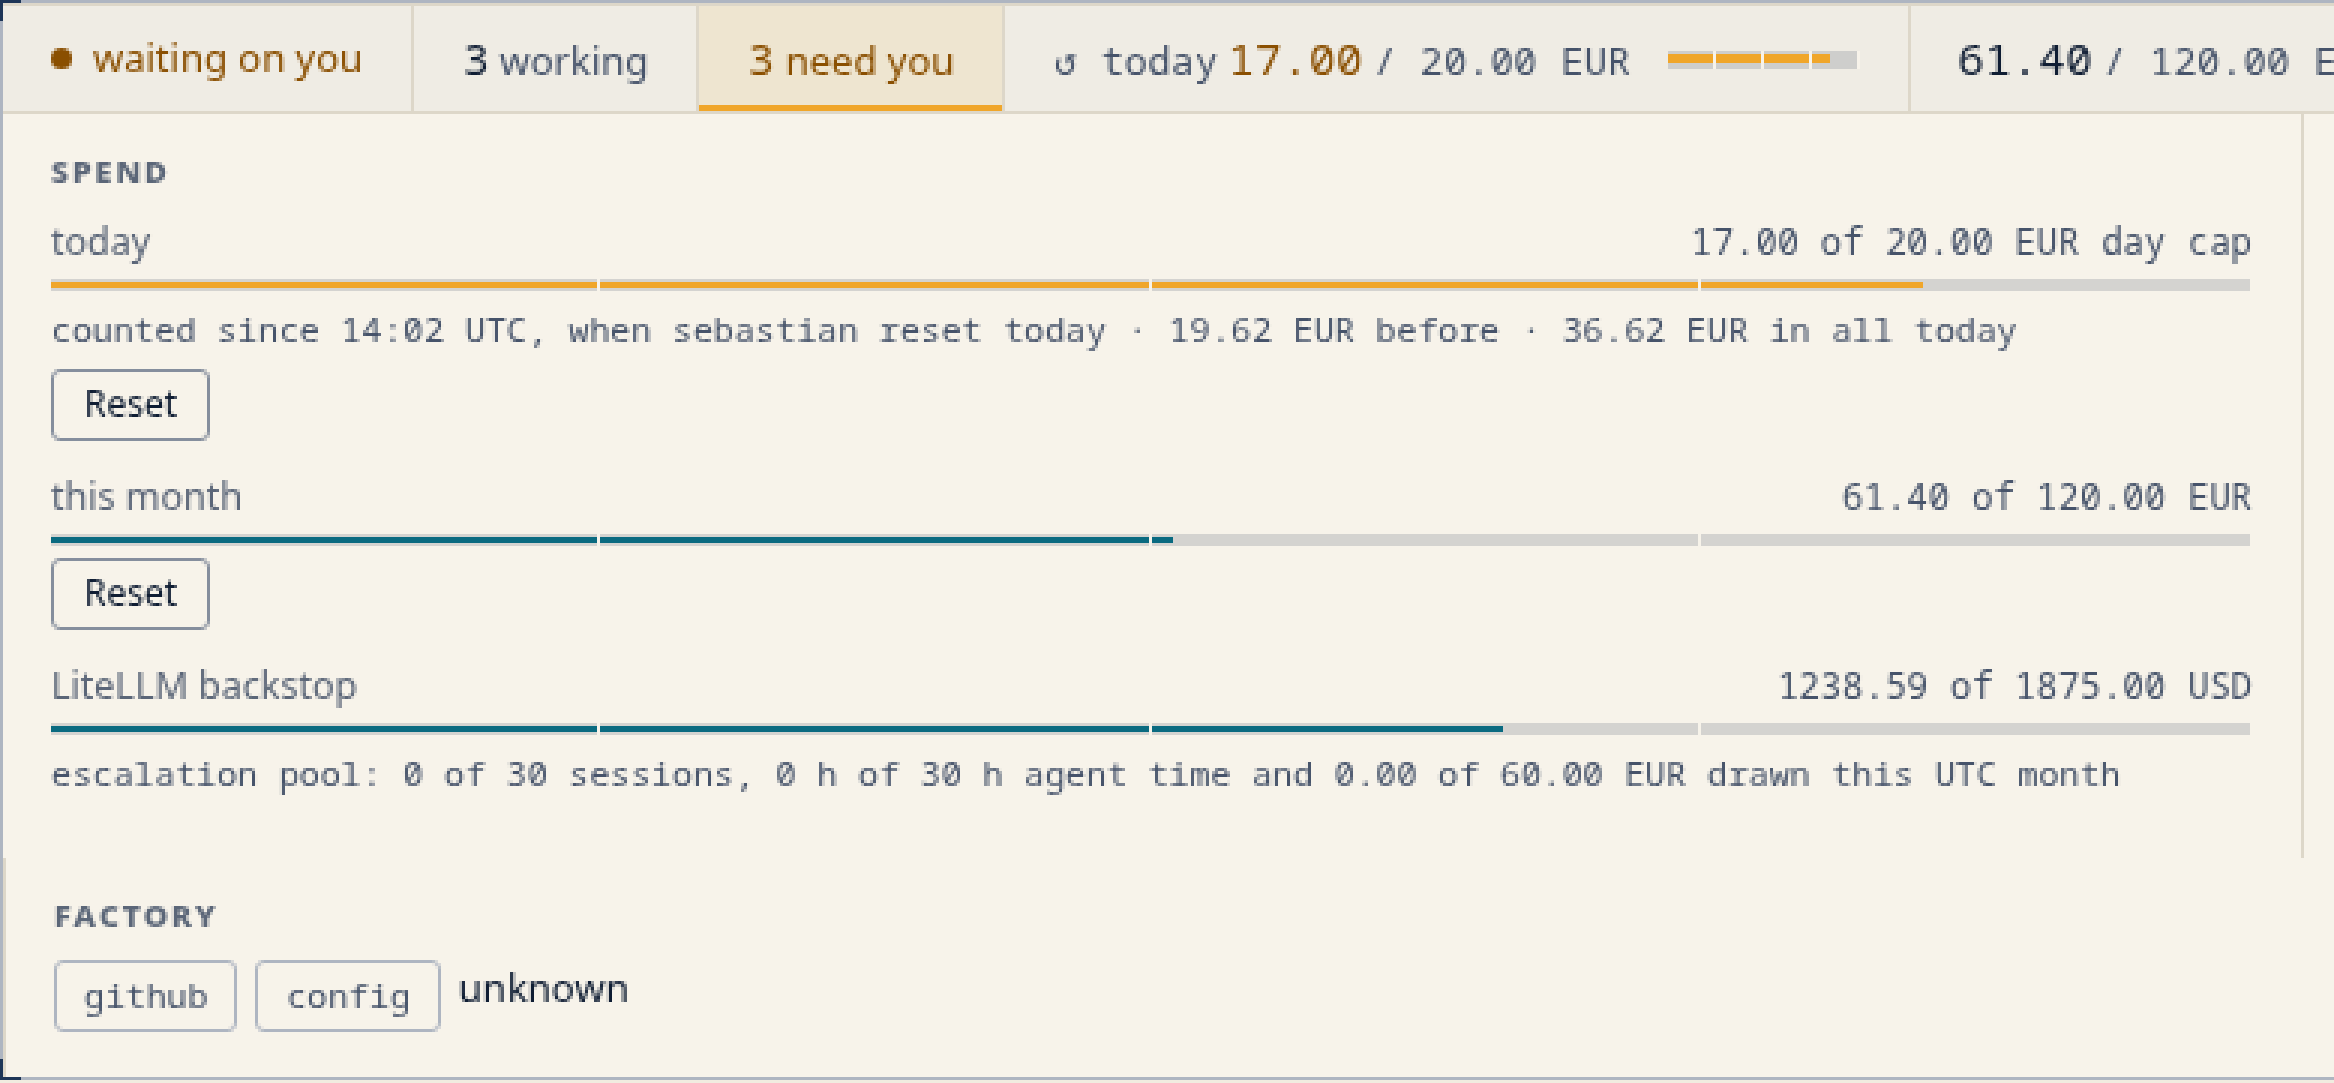 ● waiting on you 3 working 3 need you ↺ today 17.00 / 20.00 EUR 61.40 / 120.00 E
SPEND
today 17.00 of 20.00 EUR day cap
counted since 14:02 UTC, when sebastian reset today · 19.62 EUR before · 36.62 EUR in all today
Reset
this month 61.40 of 120.00 EUR
Reset
LiteLLM backstop 1238.59 of 1875.00 USD
escalation pool: 0 of 30 sessions, 0 h of 30 h agent time and 0.00 of 60.00 EUR drawn this UTC month
FACTORY
github config unknown